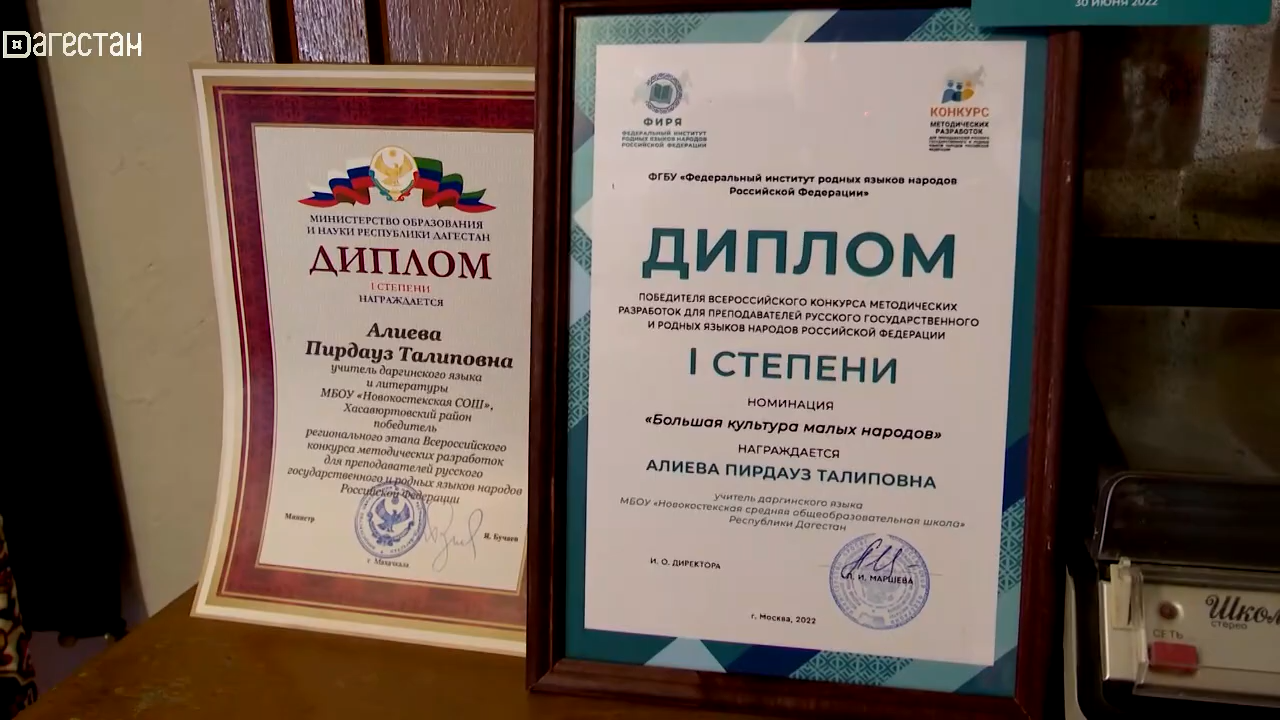 Дагестан
МИНИСТЕРСТВО ОБРАЗОВАНИЯ
И НАУКИ РЕСПУБЛИКИ ДАГЕСТАН
ДИПЛОМ
I СТЕПЕНИ
НАГРАЖДАЕТСЯ
Алиева
Пирдауз Талиповна
учитель даргинского языка
и литературы
МБОУ «Новокостекская СОШ»,
Хасавюртовский район
победитель
регионального этапа Всероссийского
конкурса методических разработок
для преподавателей русского
государственного и родных языков народов
Российской Федерации
Министр
Я. Бучаев
г. Махачкала
30 ИЮНЯ 2022
ФИРЯ
ФЕДЕРАЛЬНЫЙ ИНСТИТУТ
РОДНЫХ ЯЗЫКОВ НАРОДОВ
РОССИЙСКОЙ ФЕДЕРАЦИИ
КОНКУРС
МЕТОДИЧЕСКИХ
РАЗРАБОТОК
ФГБУ «Федеральный институт родных языков народов
Российской Федерации»
ДИПЛОМ
ПОБЕДИТЕЛЯ ВСЕРОССИЙСКОГО КОНКУРСА МЕТОДИЧЕСКИХ
РАЗРАБОТОК ДЛЯ ПРЕПОДАВАТЕЛЕЙ РУССКОГО ГОСУДАРСТВЕННОГО
И РОДНЫХ ЯЗЫКОВ НАРОДОВ РОССИЙСКОЙ ФЕДЕРАЦИИ
I СТЕПЕНИ
НОМИНАЦИЯ
«Большая культура малых народов»
НАГРАЖДАЕТСЯ
АЛИЕВА ПИРДАУЗ ТАЛИПОВНА
учитель даргинского языка
МБОУ «Новокостекская средняя общеобразовательная школа»
Республики Дагестан
И. О. ДИРЕКТОРА
И. МАРШЕВА
г. Москва, 2022
Школ
стерео
СЕТЬ